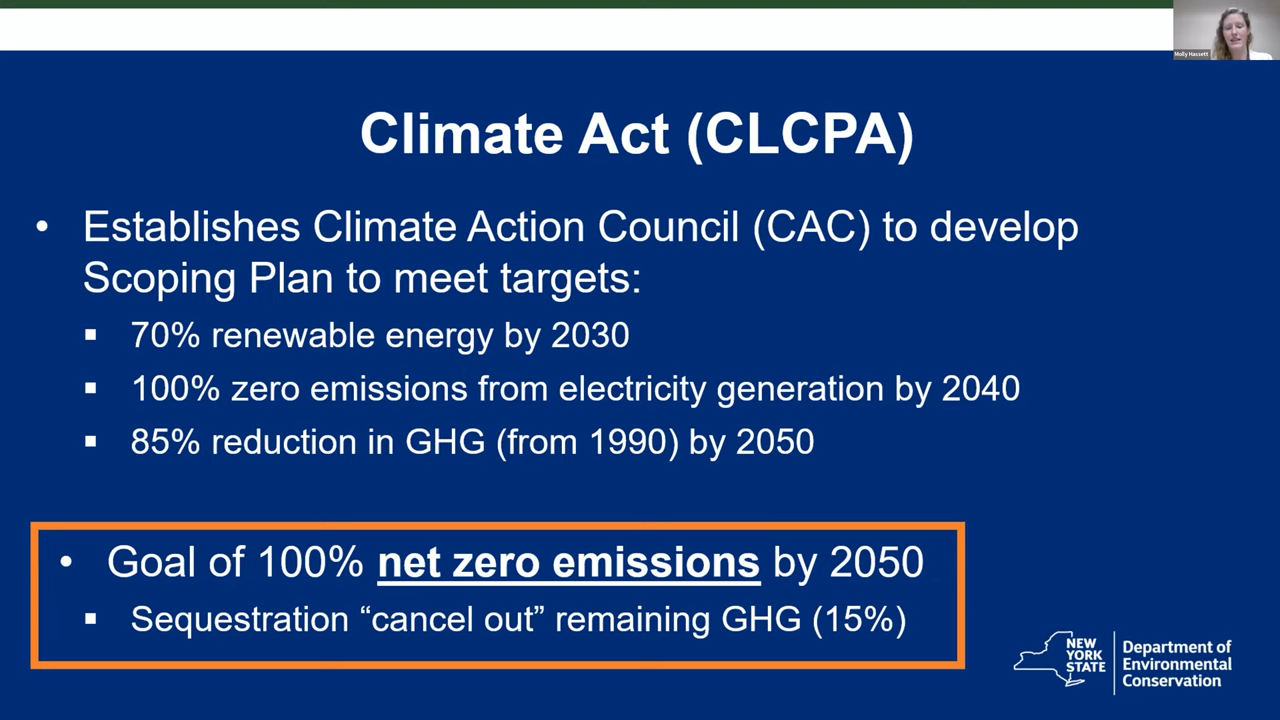 Molly Hassett
Climate Act (CLCPA)
• Establishes Climate Action Council (CAC) to develop
Scoping Plan to meet targets:
▪ 70% renewable energy by 2030
▪ 100% zero emissions from electricity generation by 2040
▪ 85% reduction in GHG (from 1990) by 2050
• Goal of 100% net zero emissions by 2050
▪ Sequestration “cancel out” remaining GHG (15%)
NEW
YORK
STATE
Department of
Environmental
Conservation